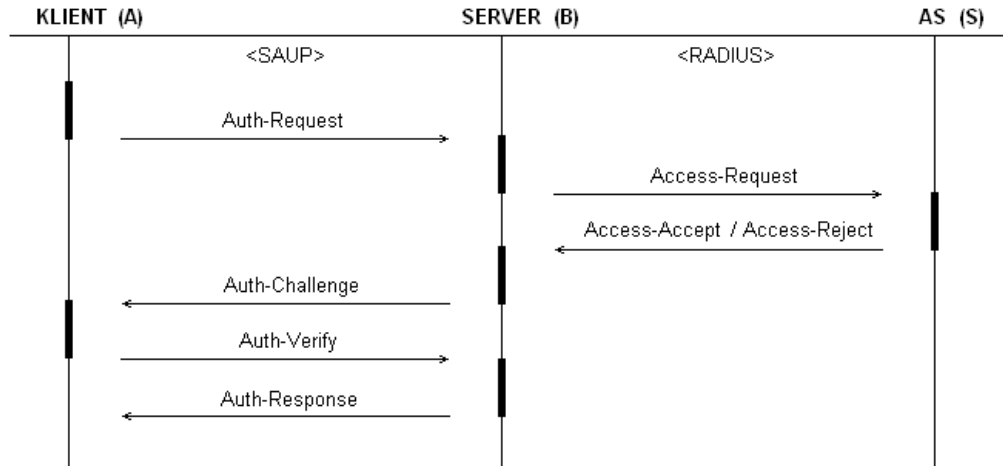 KLIENT (A) SERVER (B) AS (S)
<SAUP> <RADIUS>
Auth-Request
Access-Request
Access-Accept / Access-Reject
Auth-Challenge
Auth-Verify
Auth-Response